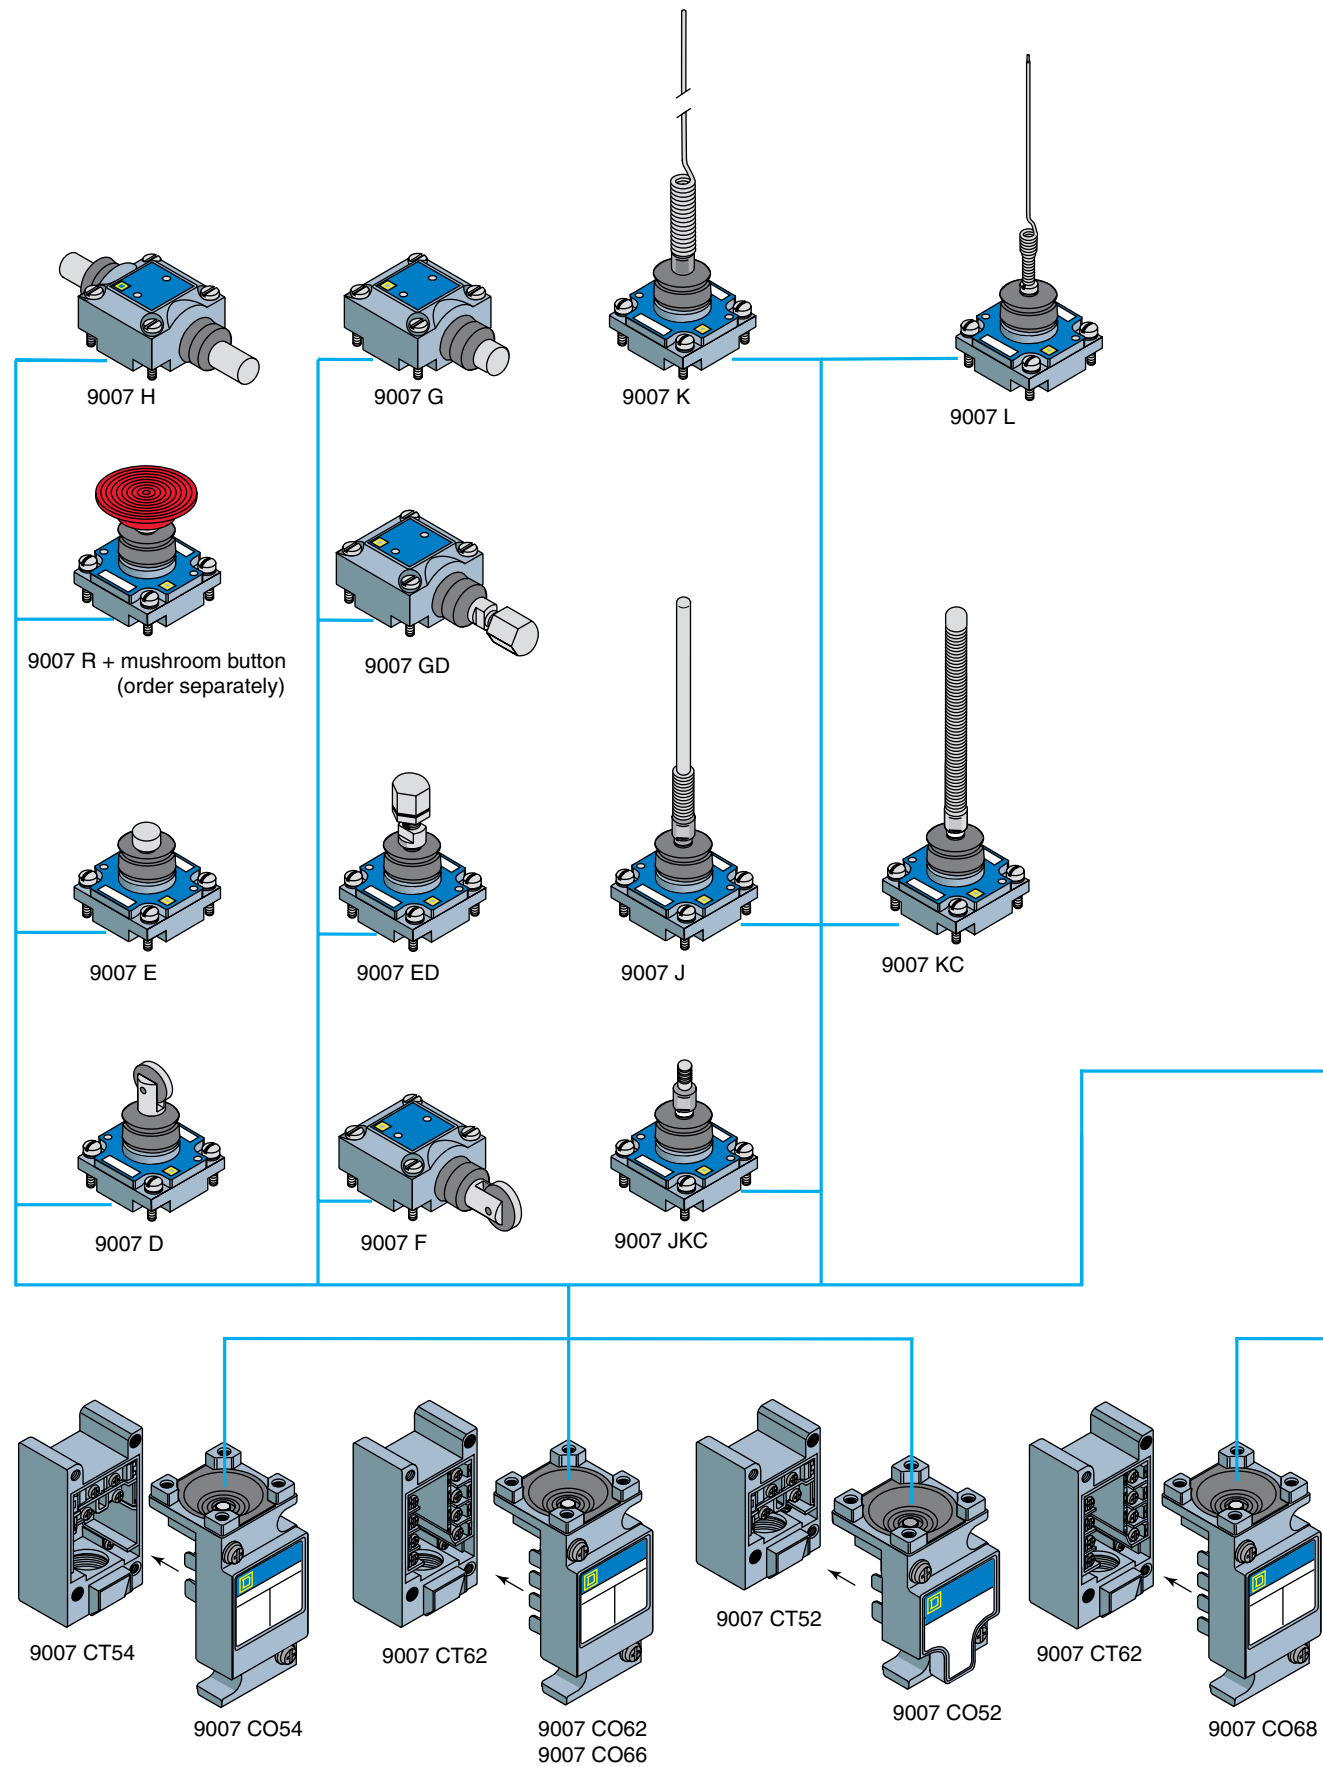 9007 H
9007 G
9007 K
9007 L
9007 R + mushroom button
(order separately)
9007 GD
9007 E
9007 ED
9007 J
9007 KC
9007 D
9007 F
9007 JKC
9007 CT54
9007 CO54
9007 CT62
9007 CO62
9007 CO66
9007 CT52
9007 CO52
9007 CT62
9007 CO68